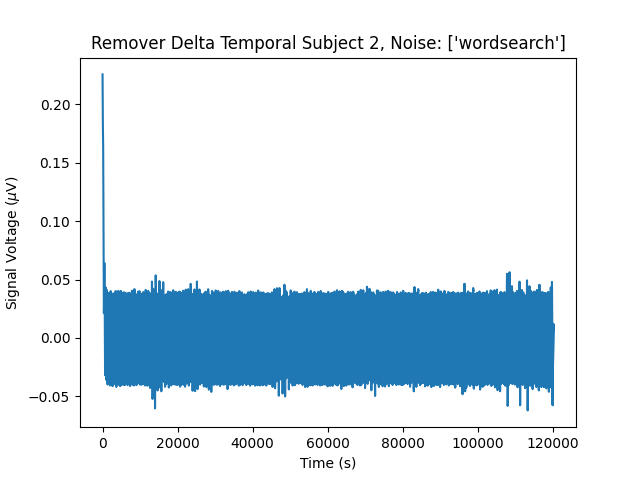 Remover Delta Temporal Subject 2, Noise: ['wordsearch']
Signal Voltage (μV)
0.20
0.15
0.10
0.05
0.00
−0.05
0 20000 40000 60000 80000 100000 120000
Time (s)